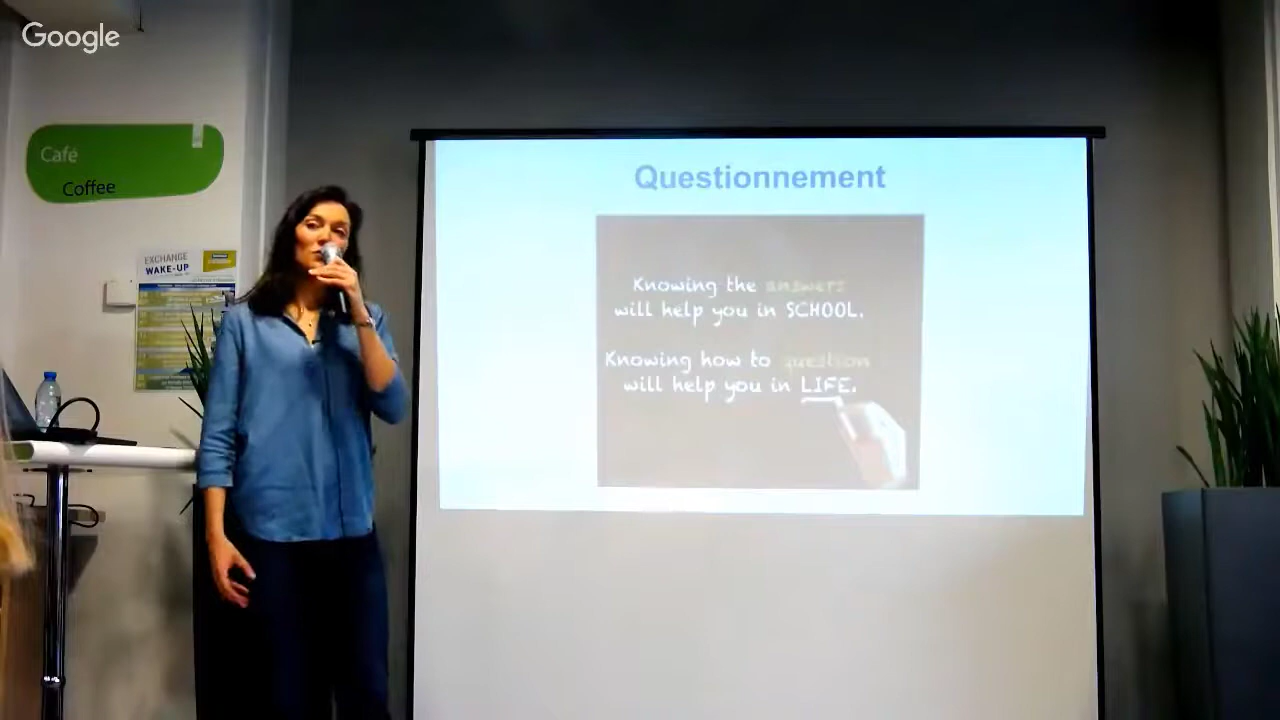 Google
Café
Coffee
EXCHANGE
WAKE-UP
Questionnement
Knowing the answers
will help you in SCHOOL.
Knowing how to question
will help you in LIFE.